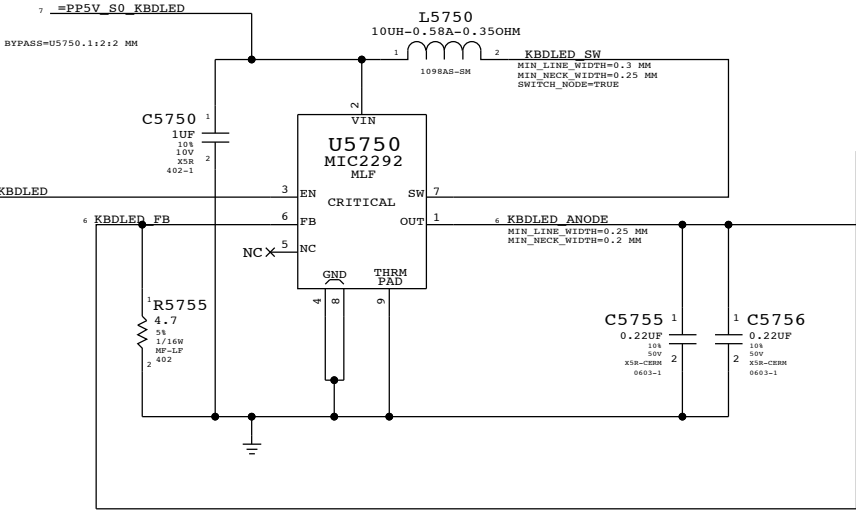 7 =PP5V_S0_KBDLED
BYPASS=U5750.1:2:2 MM
L5750
10UH-0.58A-0.35OHM
1 2
1098AS-SM
KBDLED_SW
MIN_LINE_WIDTH=0.3 MM
MIN_NECK_WIDTH=0.25 MM
SWITCH_NODE=TRUE
C5750
1UF
10%
10V
X5R
402-1
1
2
2
VIN
U5750
MIC2292
MLF
CRITICAL
KBDLED
3 EN
SW 7
6 KBDLED_FB
6 FB
OUT 1
6 KBDLED_ANODE
MIN_LINE_WIDTH=0.25 MM
MIN_NECK_WIDTH=0.2 MM
NC 5 NC
GND
THRM
PAD
4 8 9
1 R5755
4.7
5%
1/16W
MF-LF
402
2
C5755
0.22UF
10%
50V
X5R-CERM
0603-1
1
2
1 C5756
0.22UF
10%
50V
2 X5R-CERM
0603-1